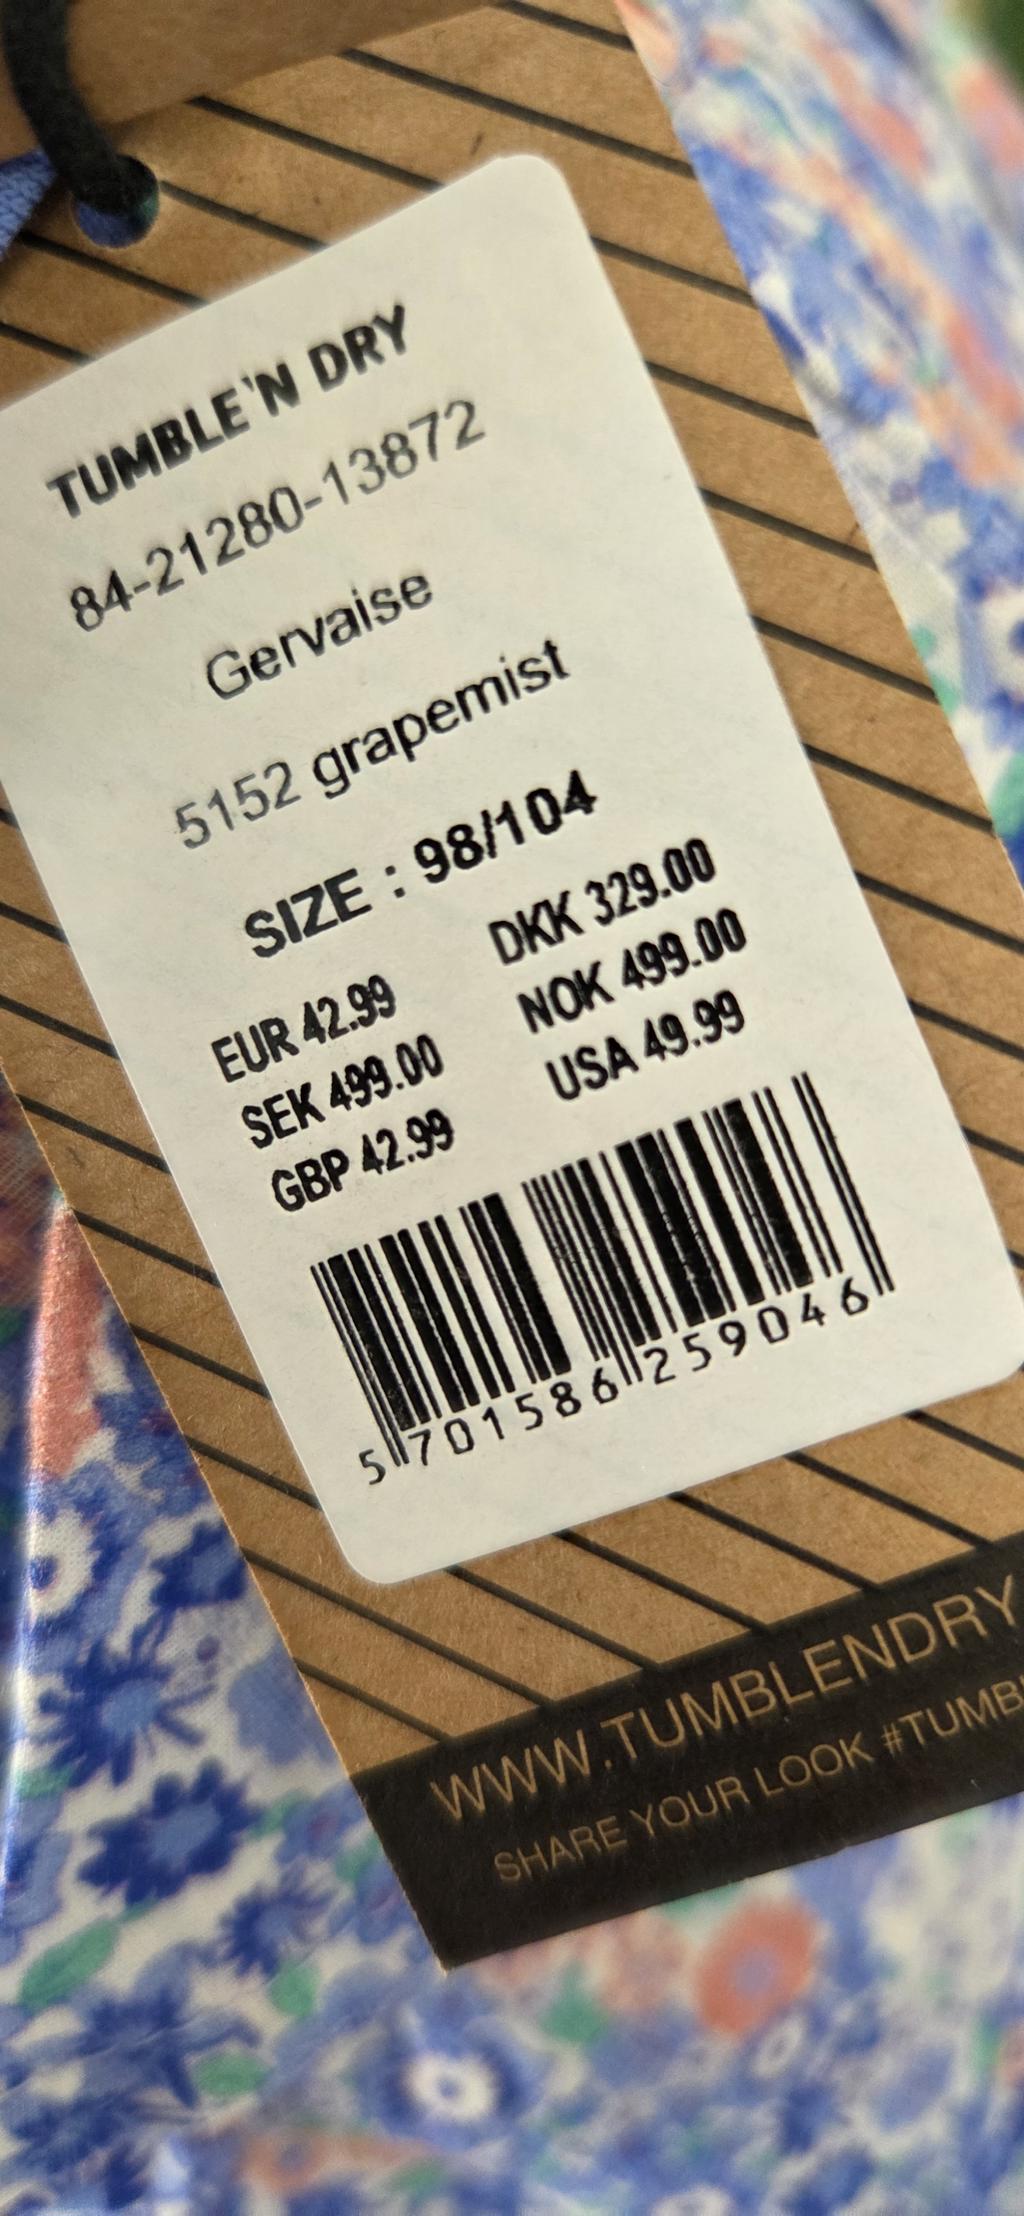 TUMBLE'N DRY
84-21280-13872
Gervaise
5152 grapemist
SIZE : 98/104
EUR 42.99 DKK 329.00
SEK 499.00 NOK 499.00
GBP 42.99 USA 49.99
5 701586 259046
WWW.TUMBLENDRY
SHARE YOUR LOOK #TUMB